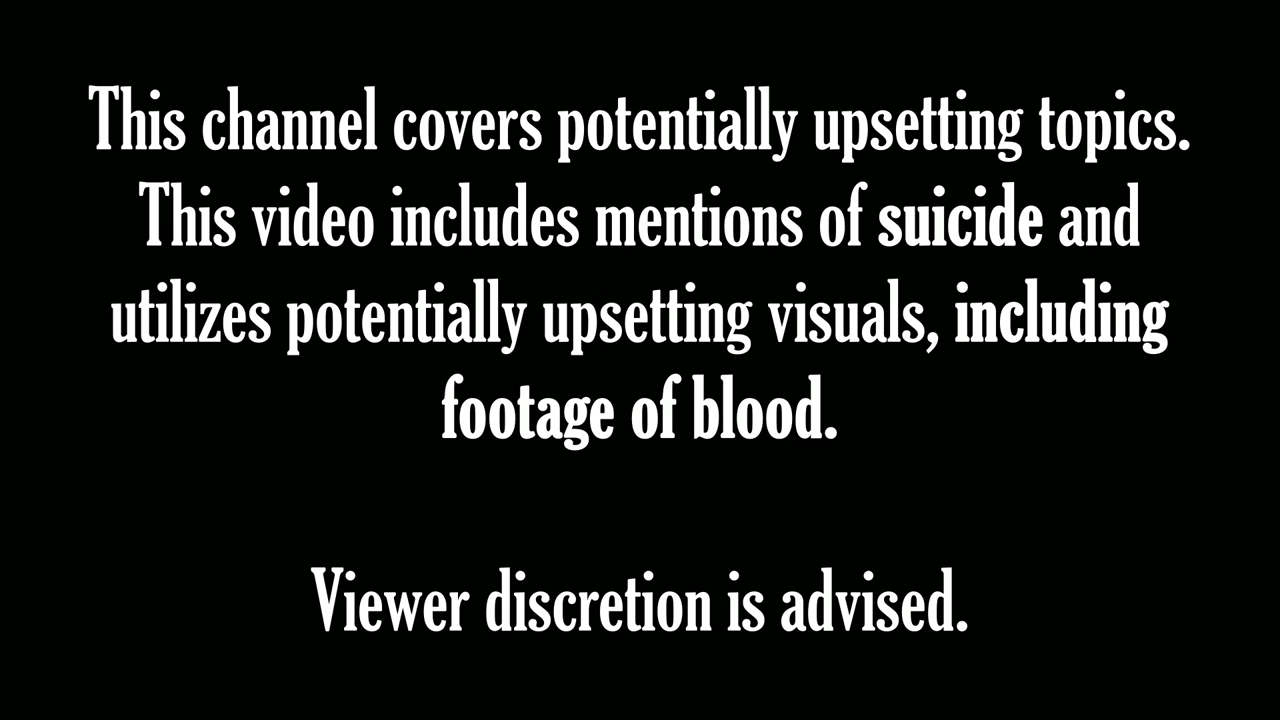 This channel covers potentially upsetting topics.
This video includes mentions of suicide and
utilizes potentially upsetting visuals, including
footage of blood.
Viewer discretion is advised.